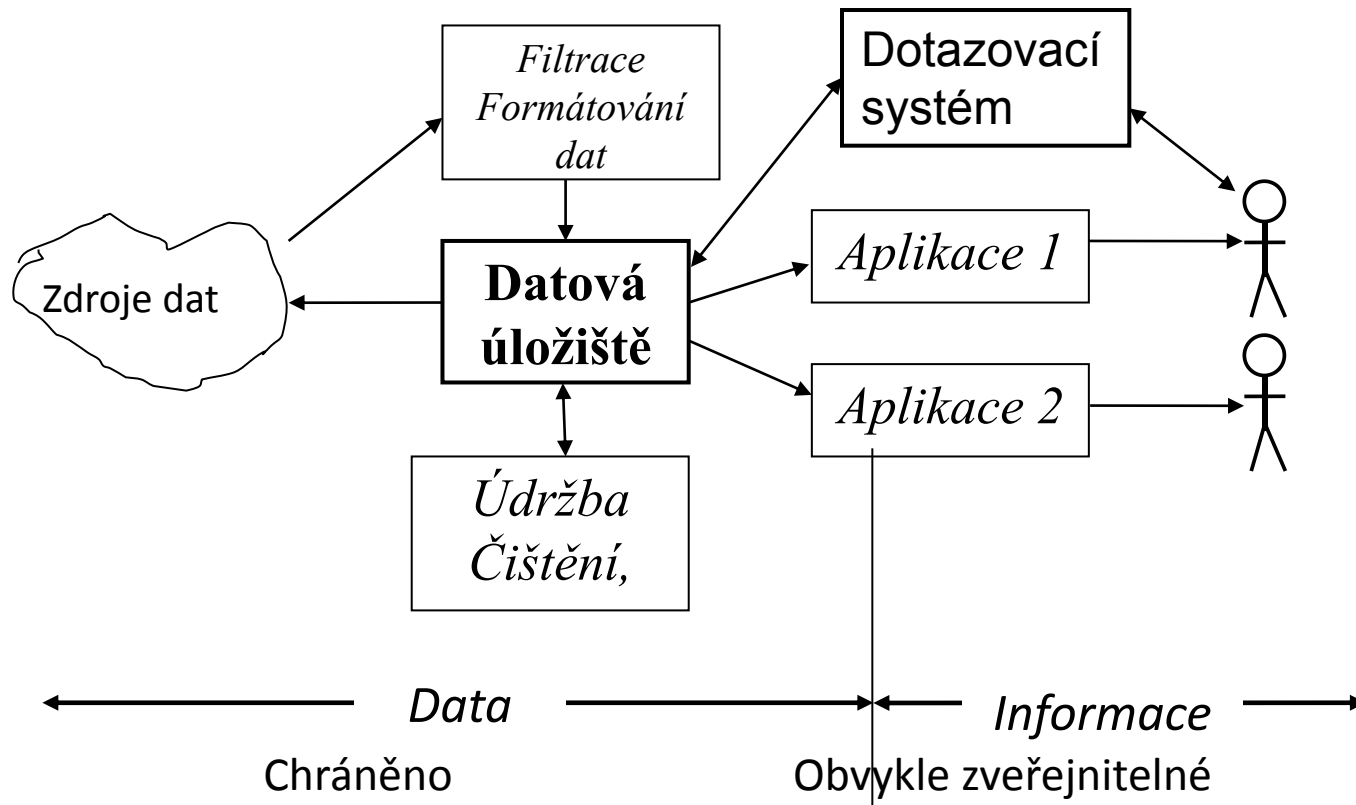 Filtrace
Formátování
dat
Dotazovací
systém
Zdroje dat
Datová
úložiště
Aplikace 1
Aplikace 2
Údržba
Čištění,
Data
Informace
Chráněno
Obvykle zveřejnitelné